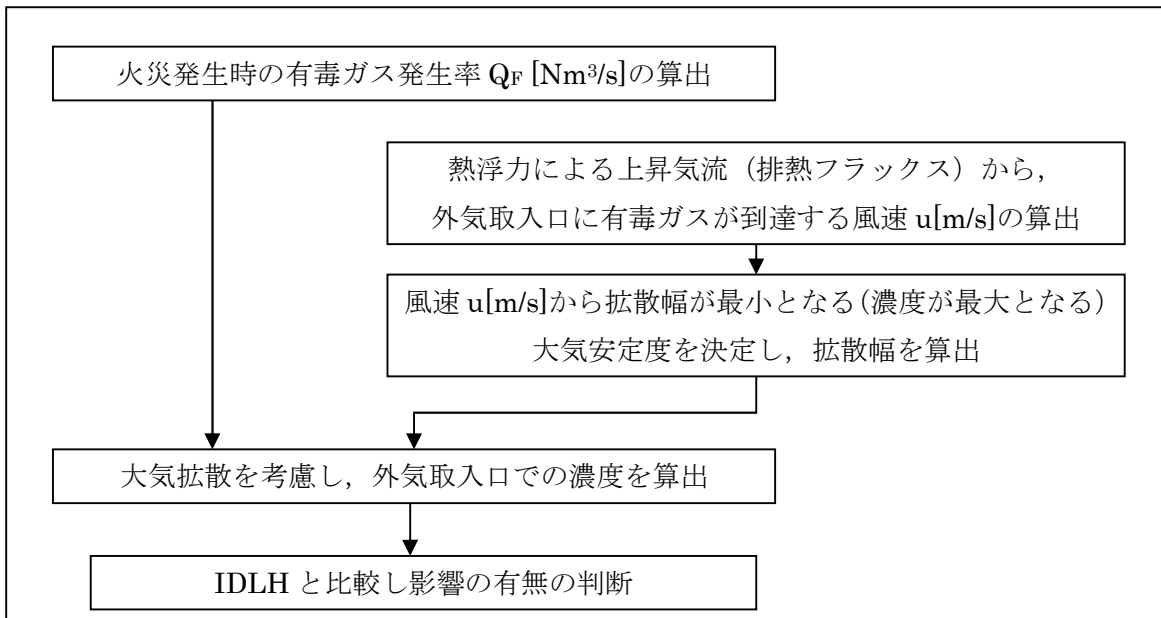 火災発生時の有毒ガス発生率 QF [Nm3/s]の算出
熱浮力による上昇気流（排熱フラックス）から，
外気取入口に有毒ガスが到達する風速 u[m/s]の算出
風速 u[m/s]から拡散幅が最小となる（濃度が最大となる）
大気安定度を決定し，拡散幅を算出
大気拡散を考慮し，外気取入口での濃度を算出
IDLH と比較し影響の有無の判断